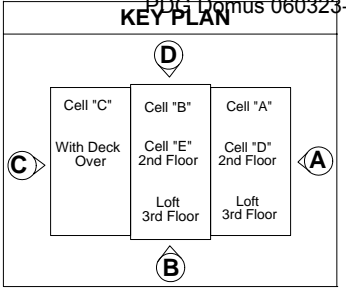 PDG Domus 060323-
KEY PLAN
D
Cell "C"
With Deck
Over
Cell "B"
Cell "E"
2nd Floor
Loft
3rd Floor
Cell "A"
Cell "D"
2nd Floor
Loft
3rd Floor
C
A
B